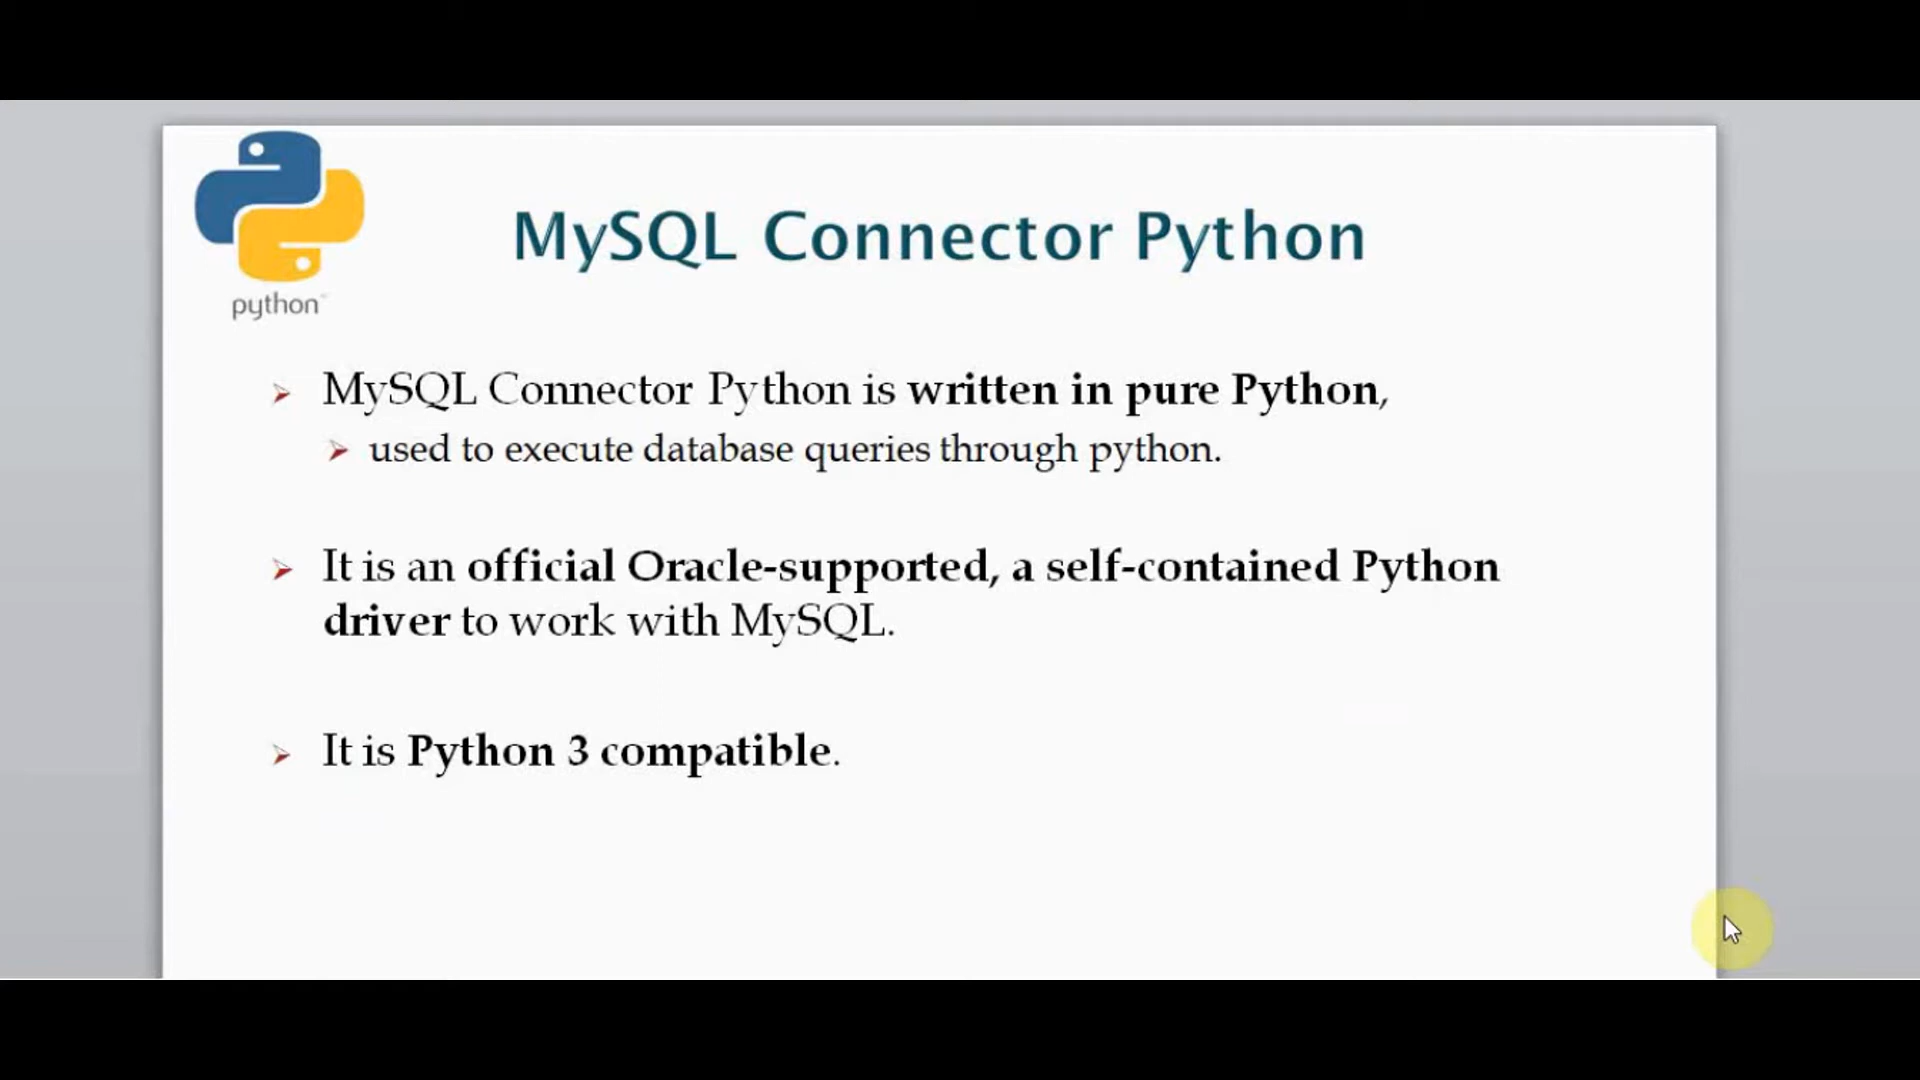 python
MySQL Connector Python
MySQL Connector Python is written in pure Python,
used to execute database queries through python.
It is an official Oracle-supported, a self-contained Python
driver to work with MySQL.
It is Python 3 compatible.